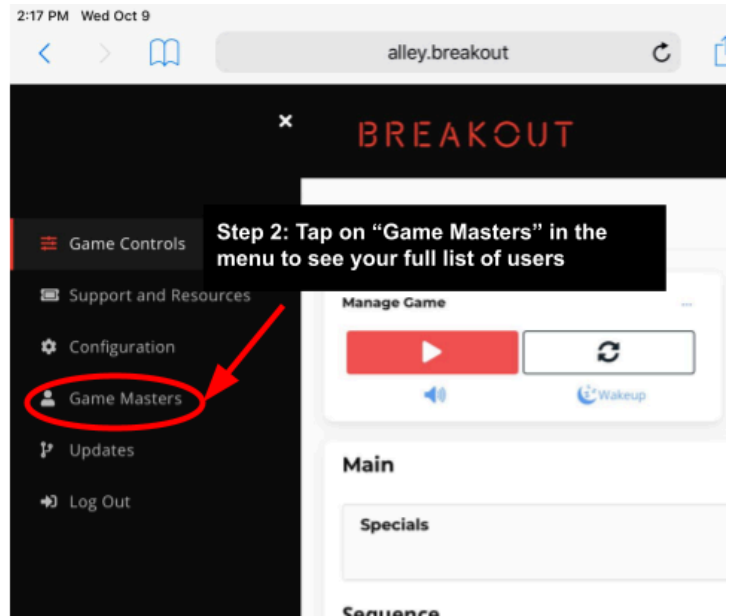 2:17 PM Wed Oct 9
alley.breakout
BREAKOUT
Step 2: Tap on “Game Masters” in the
menu to see your full list of users
Game Controls
Support and Resources
Configuration
Game Masters
Updates
Log Out
Manage Game
...
Wakeup
Main
Specials
Sequence